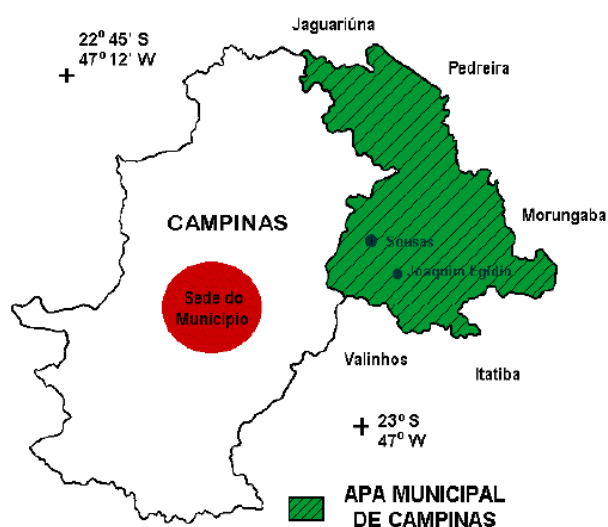 Jaguariúna
22º 45' S
47º 12' W
Pedreira
CAMPINAS
Morungaba
Sousas
Joaquim Egídio
Sede do
Município
Valinhos
Itatiba
23º S
47º W
APA MUNICIPAL
DE CAMPINAS